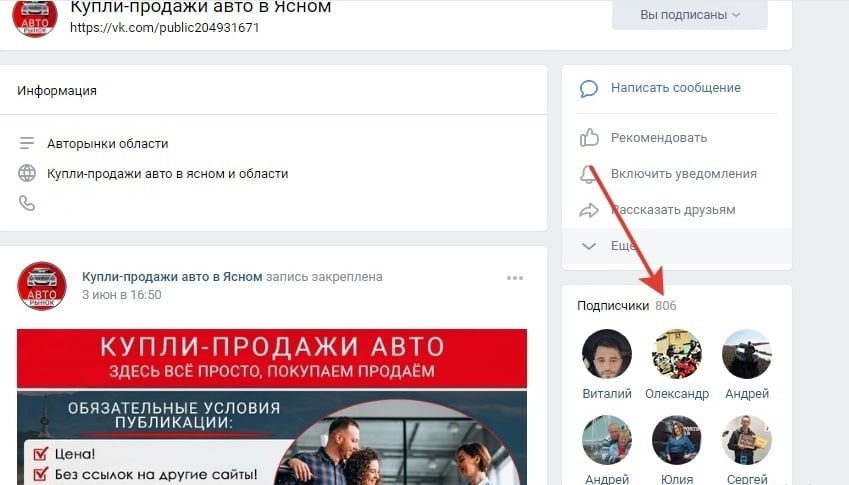 Купли-продажи авто в Ясном
https://vk.com/public204931671
Вы подписаны
АВТО
РЫНОК
Информация
Авторынки области
Купли-продажи авто в ясном и области
Написать сообщение
Рекомендовать
Включить уведомления
Рассказать друзьям
Ещё
Купли-продажи авто в Ясном запись закреплена
3 июн в 16:50
АВТО
РЫНОК
КУПЛИ-ПРОДАЖИ АВТО
ЗДЕСЬ ВСЁ ПРОСТО, ПОКУПАЕМ ПРОДАЁМ
ОБЯЗАТЕЛЬНЫЕ УСЛОВИЯ
ПУБЛИКАЦИИ:
Цена!
Без ссылок на другие сайты!
Подписчики 806
Виталий Олександр Андрей
Андрей Юлия Сергей